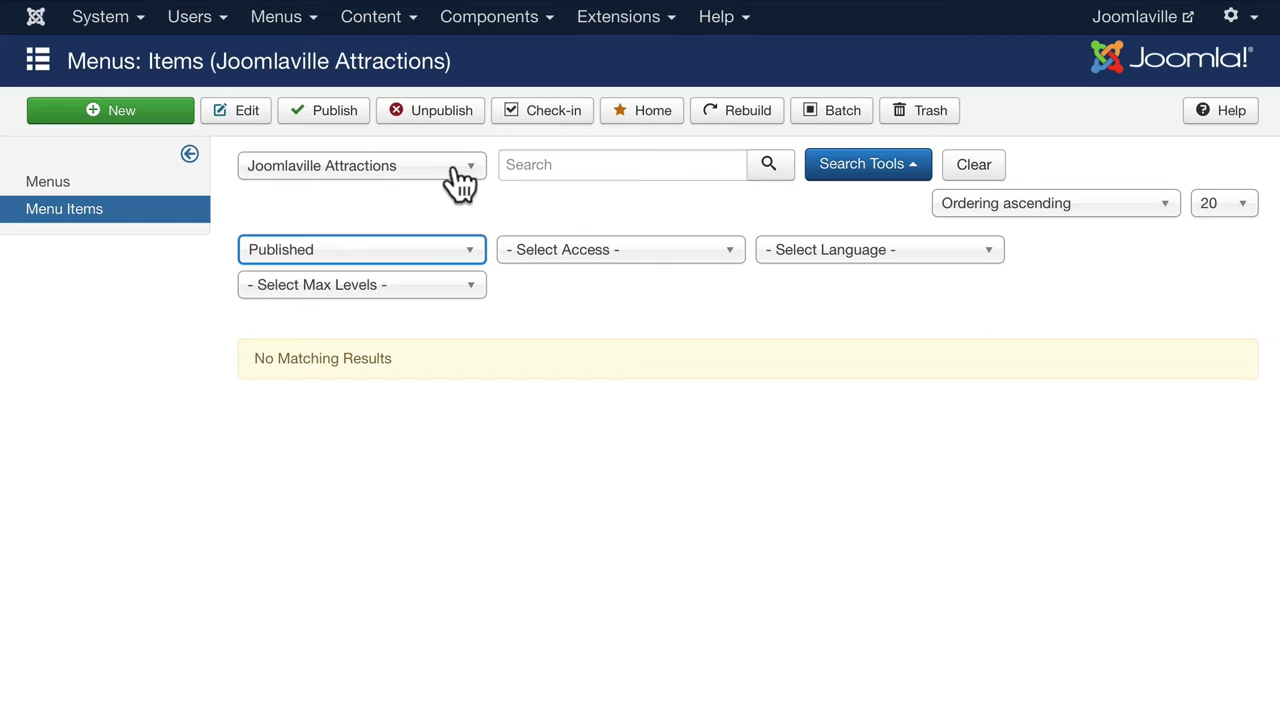 System Users Menus Content Components Extensions Help Joomlaville
Menus: Items (Joomlaville Attractions) Joomla!®
New Edit Publish Unpublish Check-in Home Rebuild Batch Trash Help
Joomlaville Attractions Search Search Tools Clear
Menus
Menu Items
Ordering ascending 20
Published - Select Access - - Select Language -
- Select Max Levels -
No Matching Results